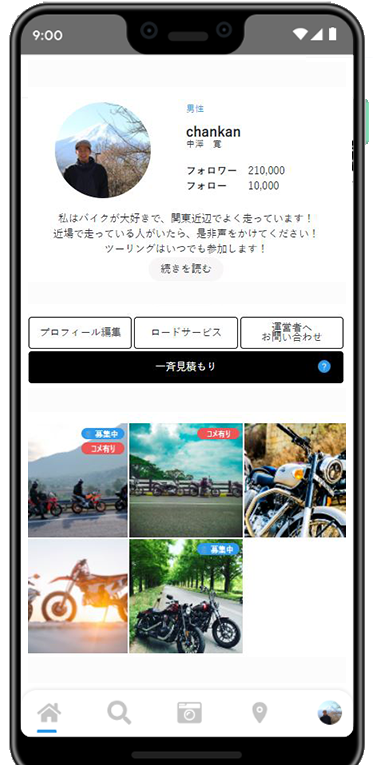 9:00
男性
chankan
中澤 寛
フォロワー 210,000
フォロー 10,000
私はバイクが大好きで、関東近辺でよく走っています！
近場で走っている人がいたら、是非声をかけてください！
ツーリングはいつでも参加します！
続きを読む
プロフィール編集
ロードサービス
運営者へ
お問い合わせ
一斉見積もり ?
募集中
コメ有り
コメ有り
募集中